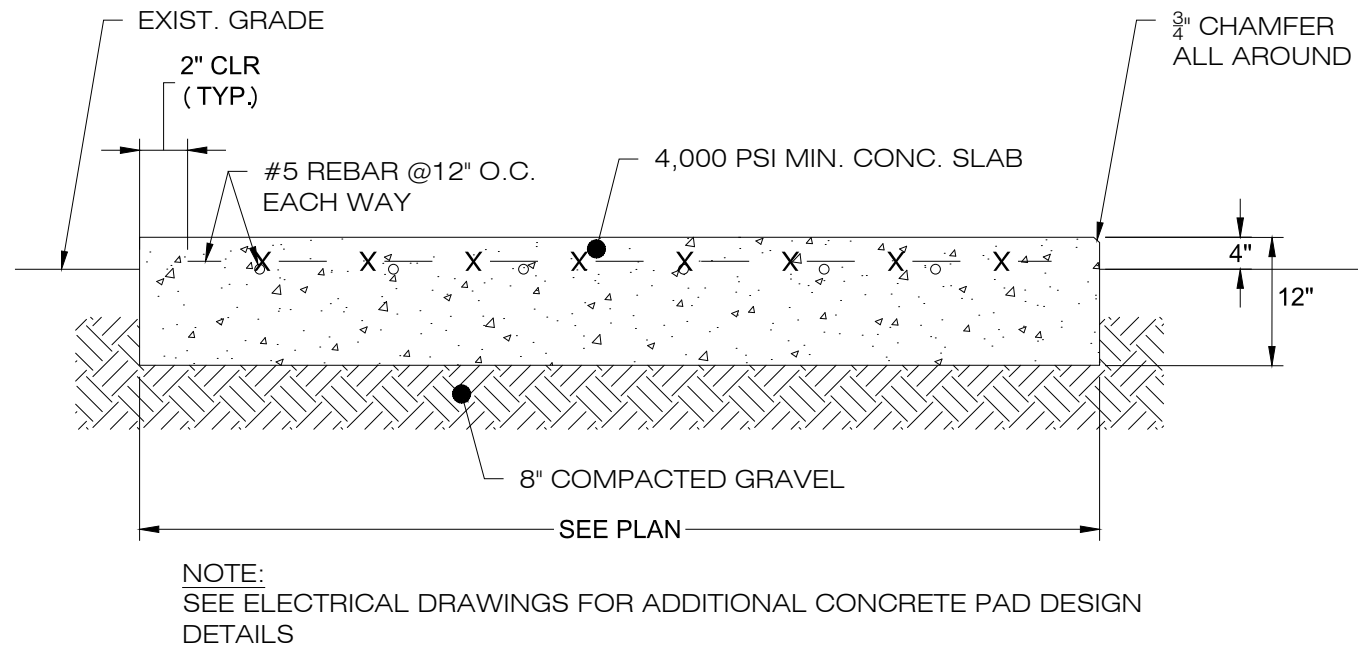 EXIST. GRADE
2" CLR
( TYP.)
#5 REBAR @12" O.C.
EACH WAY
4,000 PSI MIN. CONC. SLAB
¾" CHAMFER
ALL AROUND
X X X X X X X X
4"
12"
8" COMPACTED GRAVEL
SEE PLAN
NOTE:
SEE ELECTRICAL DRAWINGS FOR ADDITIONAL CONCRETE PAD DESIGN
DETAILS